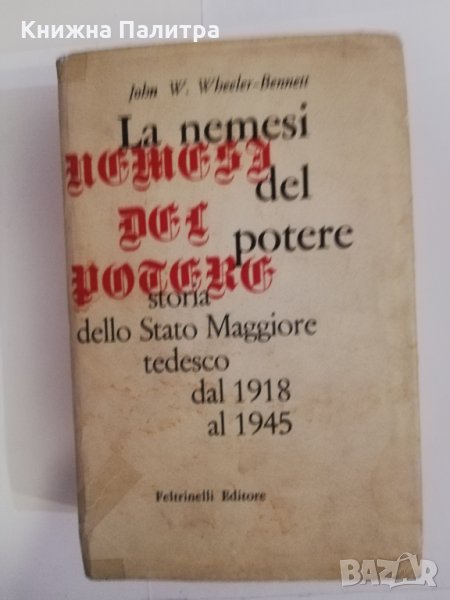 Книжна Палитра
John W. Wheeler-Bennett
La nemesi
NEMESI
del
DEL
potere
POTERE
storia
dello Stato Maggiore
tedesco
dal 1918
al 1945
Feltrinelli Editore
BAZAR